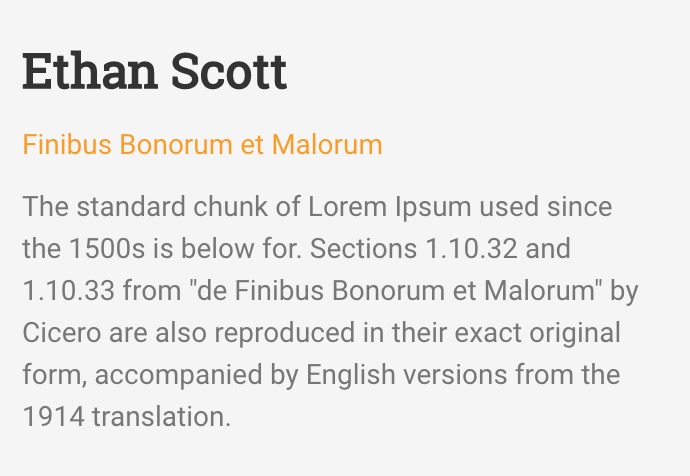 Ethan Scott
Finibus Bonorum et Malorum
The standard chunk of Lorem Ipsum used since
the 1500s is below for. Sections 1.10.32 and
1.10.33 from "de Finibus Bonorum et Malorum" by
Cicero are also reproduced in their exact original
form, accompanied by English versions from the
1914 translation.